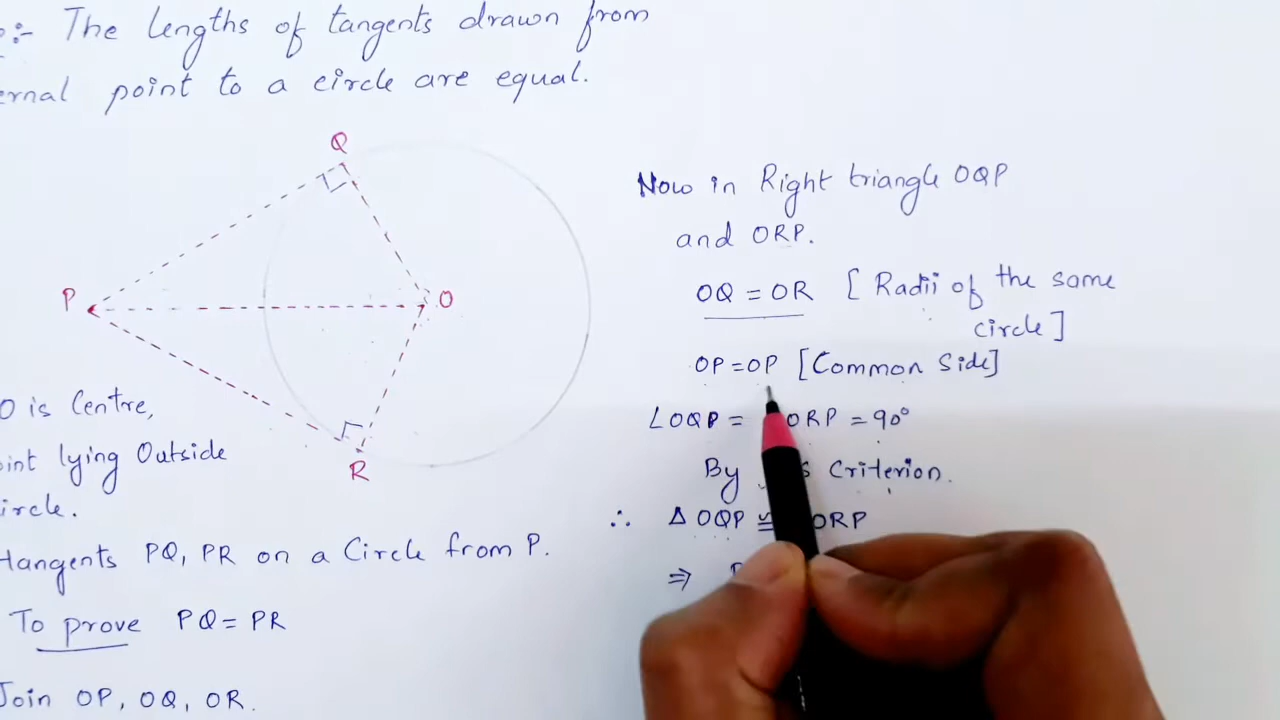 :- The lengths of tangents drawn from
ernal point to a circle are equal.
Q
P
O
R
O is Centre,
int lying Outside
ircle.
tangents PQ, PR on a Circle from P.
To prove PQ = PR
Join OP, OQ, OR.
Now in Right triangle OQP
and ORP.
OQ = OR [Radii of the same
circle]
OP = OP [Common Side]
∠OQP = ORP = 90°
By S Criterion.
∴ Δ OQP ≅ ORP
⇒